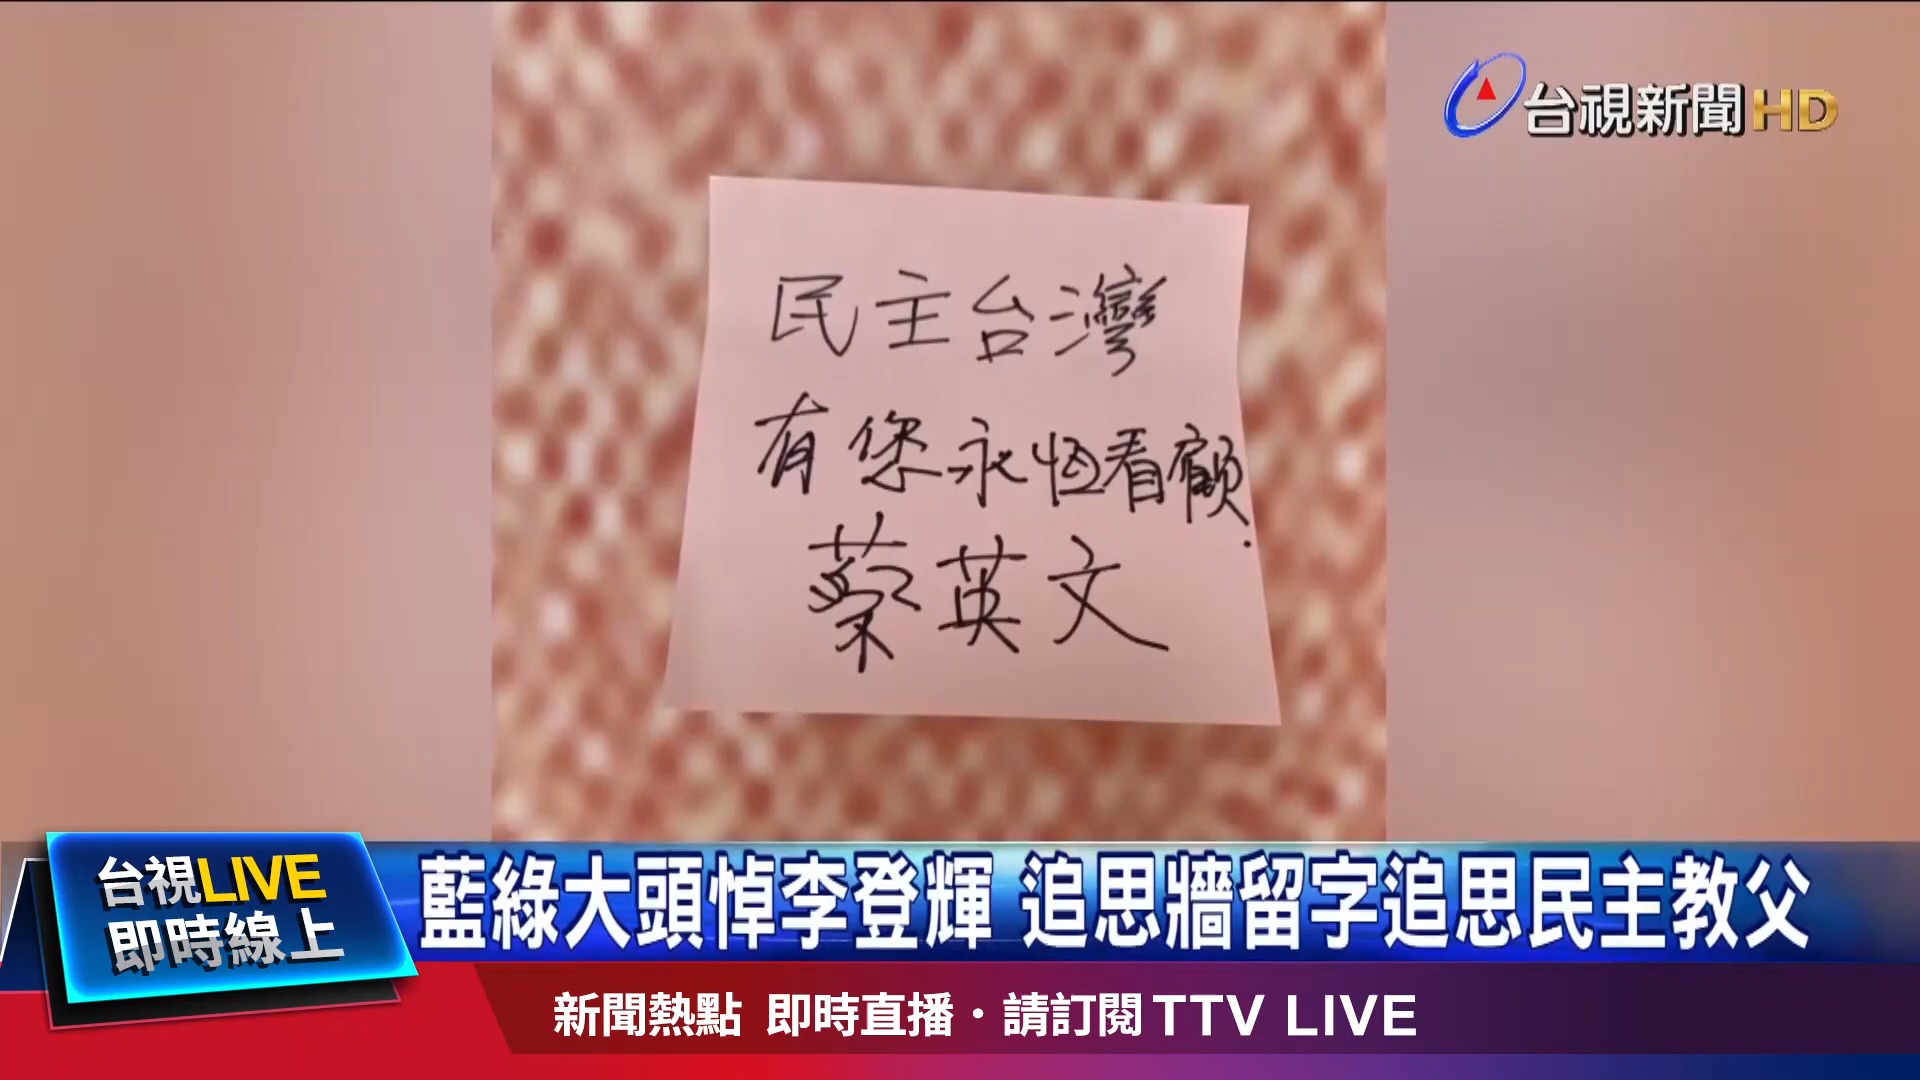 台視新聞HD
民主台灣
有您永恆看顧.
蔡英文
台視LIVE
即時線上
藍綠大頭悼李登輝 追思牆留字追思民主教父
新聞熱點 即時直播·請訂閱TTV LIVE